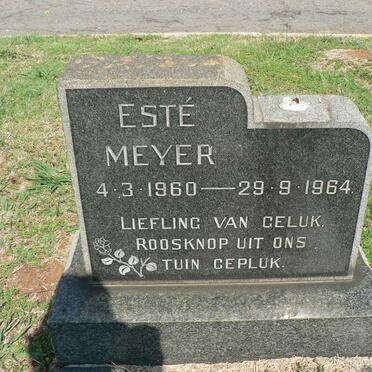 ESTÉ
MEYER
4·3·1960—29·9·1964.
LIEFLING VAN GELUK.
ROOSKNOP UIT ONS
TUIN GEPLUK.